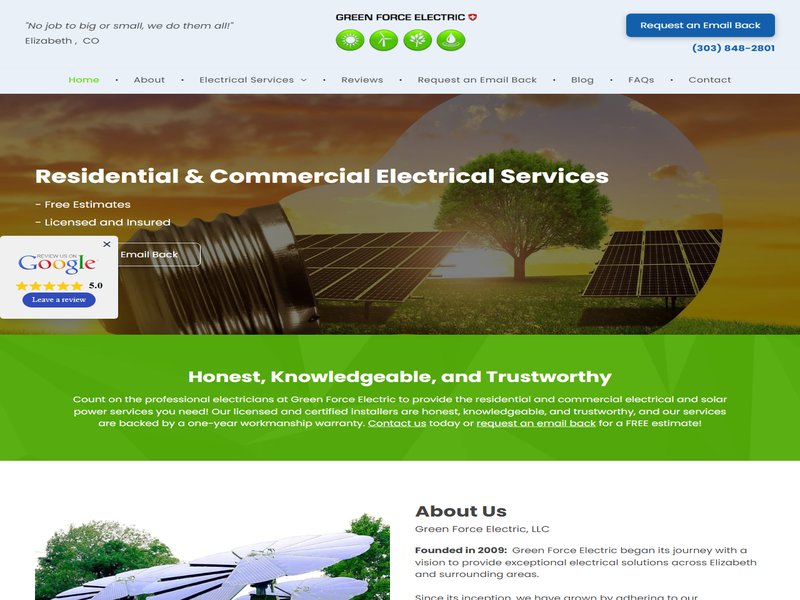 "No job to big or small, we do them all!"
Elizabeth , CO
GREEN FORCE ELECTRIC
Request an Email Back
(303) 848-2801
Home · About · Electrical Services · Reviews · Request an Email Back · Blog · FAQs · Contact
Residential & Commercial Electrical Services
- Free Estimates
- Licensed and Insured
Email Back
REVIEW US ON
Google
5.0
Leave a review
Honest, Knowledgeable, and Trustworthy
Count on the professional electricians at Green Force Electric to provide the residential and commercial electrical and solar
power services you need! Our licensed and certified installers are honest, knowledgeable, and trustworthy, and our services
are backed by a one-year workmanship warranty. Contact us today or request an email back for a FREE estimate!
About Us
Green Force Electric, LLC
Founded in 2009: Green Force Electric began its journey with a
vision to provide exceptional electrical solutions across Elizabeth
and surrounding areas.
Since its inception, we have grown by adhering to our